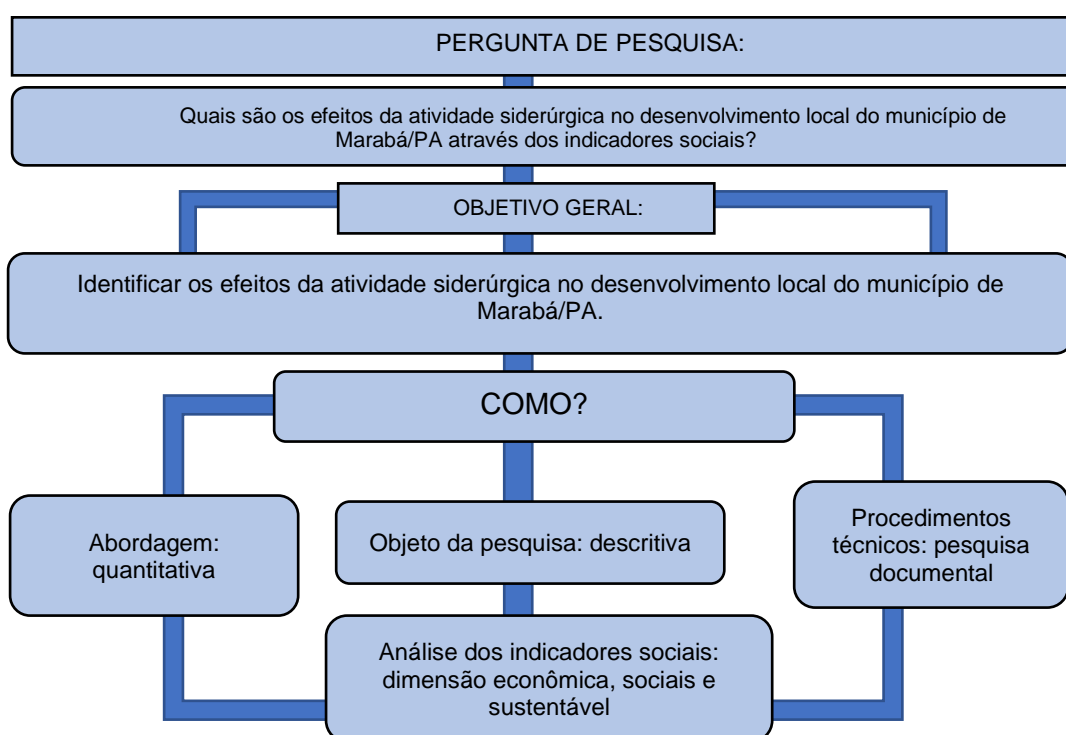 PERGUNTA DE PESQUISA:
Quais são os efeitos da atividade siderúrgica no desenvolvimento local do município de
Marabá/PA através dos indicadores sociais?
OBJETIVO GERAL:
Identificar os efeitos da atividade siderúrgica no desenvolvimento local do município de
Marabá/PA.
COMO?
Abordagem:
quantitativa
Objeto da pesquisa: descritiva
Procedimentos
técnicos: pesquisa
documental
Análise dos indicadores sociais:
dimensão econômica, sociais e
sustentável